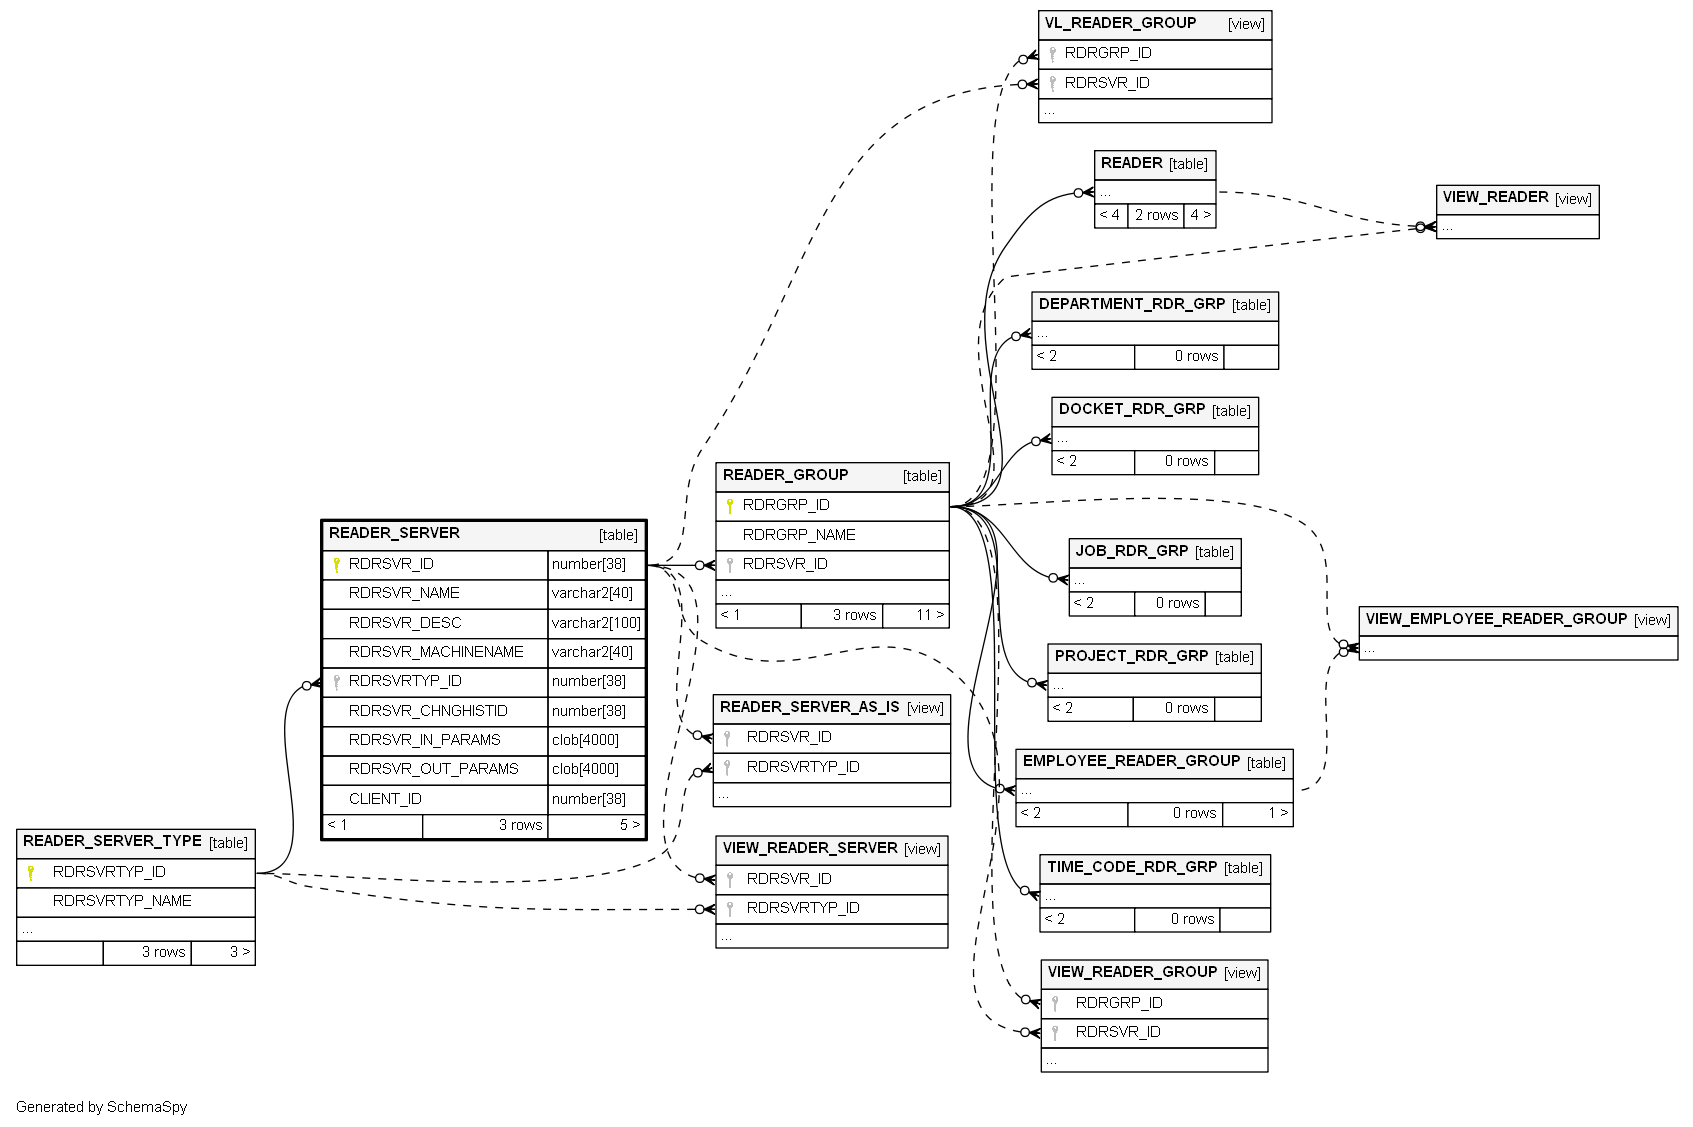 VL_READER_GROUP [view]
RDRGRP_ID
RDRSVR_ID
...
READER [table]
...
< 4 2 rows 4 >
VIEW_READER [view]
...
DEPARTMENT_RDR_GRP [table]
...
< 2 0 rows
DOCKET_RDR_GRP [table]
...
< 2 0 rows
READER_GROUP [table]
RDRGRP_ID
RDRGRP_NAME
RDRSVR_ID
...
< 1 3 rows 11 >
READER_SERVER [table]
RDRSVR_ID number[38]
RDRSVR_NAME varchar2[40]
RDRSVR_DESC varchar2[100]
RDRSVR_MACHINENAME varchar2[40]
RDRSVRTYP_ID number[38]
RDRSVR_CHNGHISTID number[38]
RDRSVR_IN_PARAMS clob[4000]
RDRSVR_OUT_PARAMS clob[4000]
CLIENT_ID number[38]
< 1 3 rows 5 >
JOB_RDR_GRP [table]
...
< 2 0 rows
VIEW_EMPLOYEE_READER_GROUP [view]
...
PROJECT_RDR_GRP [table]
...
< 2 0 rows
READER_SERVER_AS_IS [view]
RDRSVR_ID
RDRSVRTYP_ID
...
EMPLOYEE_READER_GROUP [table]
...
< 2 0 rows 1 >
READER_SERVER_TYPE [table]
RDRSVRTYP_ID
RDRSVRTYP_NAME
...
3 rows 3 >
VIEW_READER_SERVER [view]
RDRSVR_ID
RDRSVRTYP_ID
...
TIME_CODE_RDR_GRP [table]
...
< 2 0 rows
VIEW_READER_GROUP [view]
RDRGRP_ID
RDRSVR_ID
...
Generated by SchemaSpy